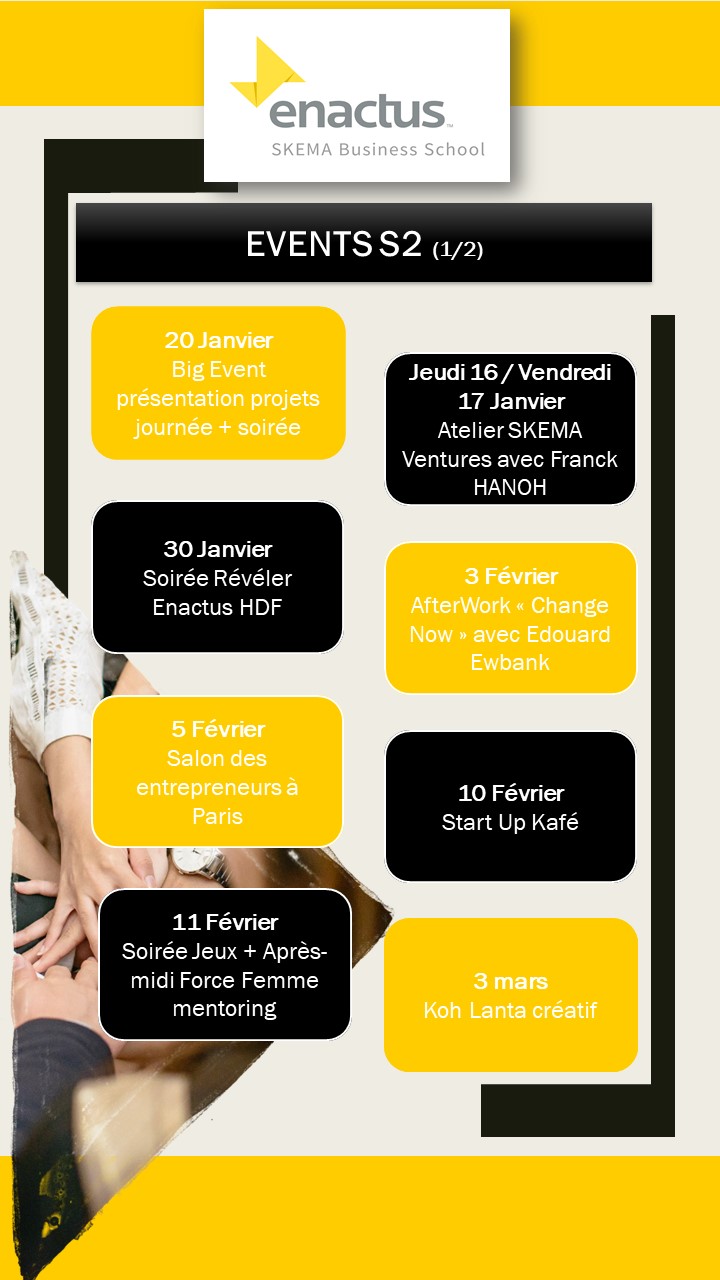 enactus™
SKEMA Business School
EVENTS S2 (1/2)
20 Janvier
Big Event
présentation projets
journée + soirée
Jeudi 16 / Vendredi
17 Janvier
Atelier SKEMA
Ventures avec Franck
HANOH
30 Janvier
Soirée Révéler
Enactus HDF
3 Février
AfterWork « Change
Now » avec Edouard
Ewbank
5 Février
Salon des
entrepreneurs à
Paris
10 Février
Start Up Kafé
11 Février
Soirée Jeux + Après-
midi Force Femme
mentoring
3 mars
Koh Lanta créatif